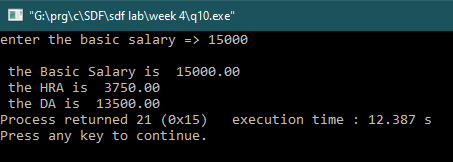 "G:\prg\c\SDF\sdf lab\week 4\q10.exe"
enter the basic salary => 15000
the Basic Salary is  15000.00
the HRA is  3750.00
the DA is  13500.00
Process returned 21 (0x15)   execution time : 12.387 s
Press any key to continue.